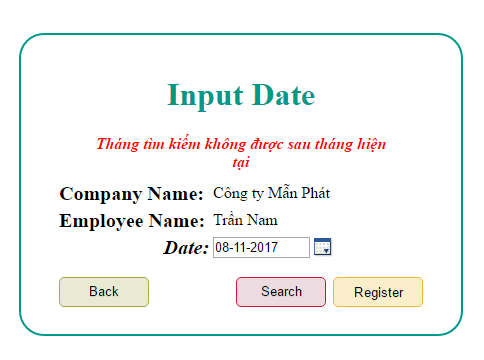 Input Date
Tháng tìm kiếm không được sau tháng hiện
tại
Company Name: Công ty Mẫn Phát
Employee Name: Trần Nam
Date: 08-11-2017
Back Search Register